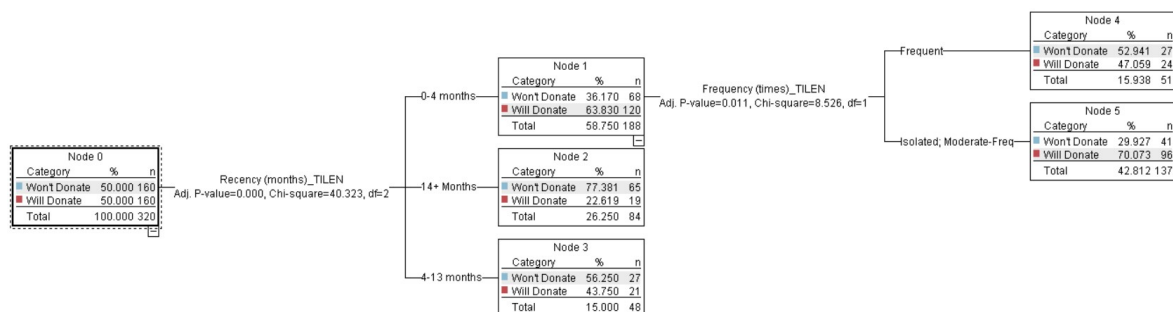 Node 0
Category % n
Won't Donate 50.000 160
Will Donate 50.000 160
Total 100.000 320
Recency (months)_TILEN
Adj. P-value=0.000, Chi-square=40.323, df=2
0-4 months
Node 1
Category % n
Won't Donate 36.170 68
Will Donate 63.830 120
Total 58.750 188
14+ Months
Node 2
Category % n
Won't Donate 77.381 65
Will Donate 22.619 19
Total 26.250 84
4-13 months
Node 3
Category % n
Won't Donate 56.250 27
Will Donate 43.750 21
Total 15.000 48
Frequency (times)_TILEN
Adj. P-value=0.011, Chi-square=8.526, df=1
Frequent
Node 4
Category % n
Won't Donate 52.941 27
Will Donate 47.059 24
Total 15.938 51
Isolated; Moderate-Freq
Node 5
Category % n
Won't Donate 29.927 41
Will Donate 70.073 96
Total 42.812 137